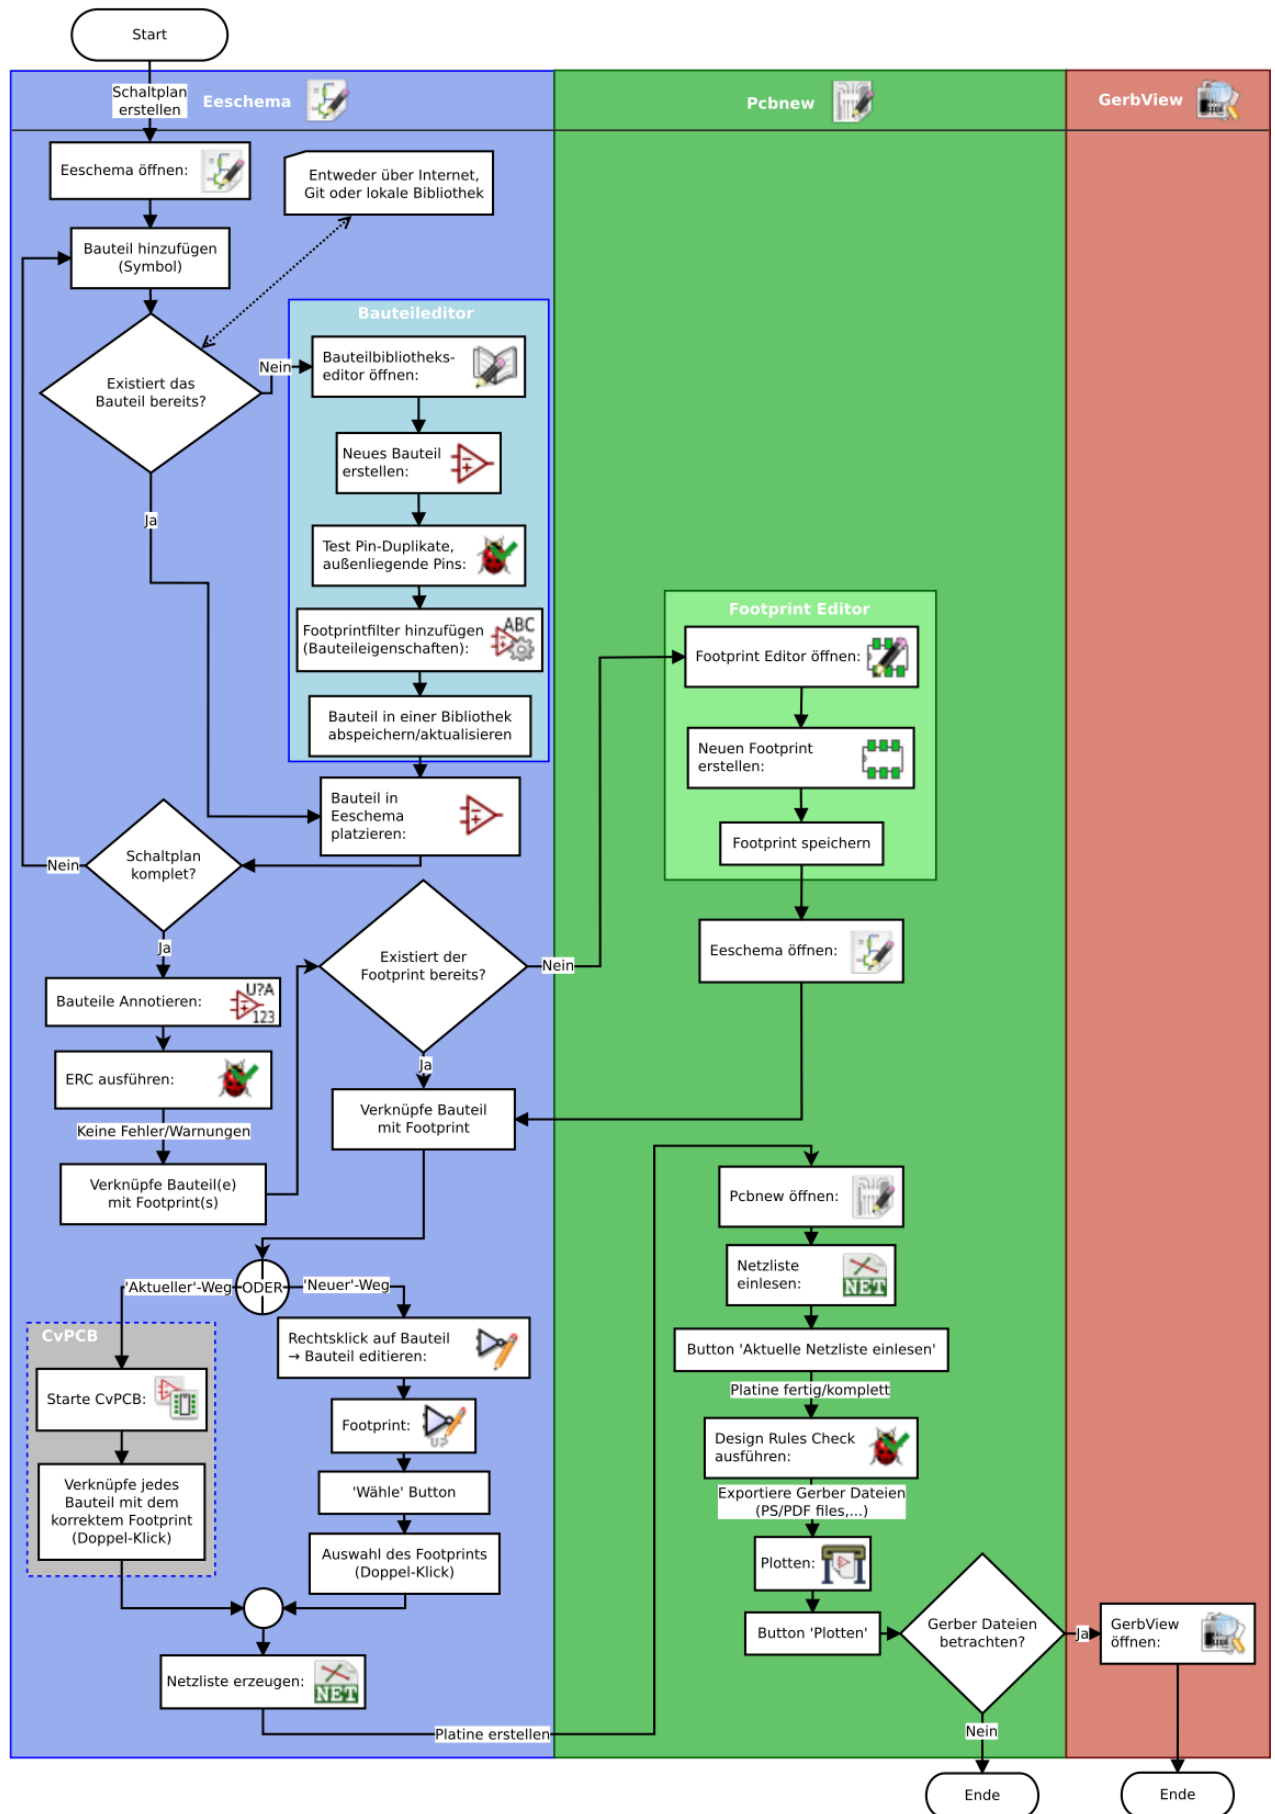 Start
Schaltplan
erstellen
Eeschema
Pcbnew
GerbView
Eeschema öffnen:
Entweder über Internet,
Git oder lokale Bibliothek
Bauteil hinzufügen
(Symbol)
Existiert das
Bauteil bereits?
Nein
Ja
Bauteileditor
Bauteilbibliotheks-
editor öffnen:
Neues Bauteil
erstellen:
Test Pin-Duplikate,
außenliegende Pins:
Footprintfilter hinzufügen
(Bauteileigenschaften):
ABC
Bauteil in einer Bibliothek
abspeichern/aktualisieren
Bauteil in
Eeschema
platzieren:
Schaltplan
komplet?
Nein
Ja
Bauteile Annotieren:
U?A
123
ERC ausführen:
Keine Fehler/Warnungen
Verknüpfe Bauteil(e)
mit Footprint(s)
Existiert der
Footprint bereits?
Nein
Ja
Footprint Editor
Footprint Editor öffnen:
Neuen Footprint
erstellen:
Footprint speichern
Eeschema öffnen:
Verknüpfe Bauteil
mit Footprint
ODER
'Aktueller'-Weg
'Neuer'-Weg
CvPCB
Starte CvPCB:
Verknüpfe jedes
Bauteil mit dem
korrektem Footprint
(Doppel-Klick)
Rechtsklick auf Bauteil
→ Bauteil editieren:
Footprint:
UP
'Wähle' Button
Auswahl des Footprints
(Doppel-Klick)
Netzliste erzeugen:
NET
Platine erstellen
Pcbnew öffnen:
Netzliste
einlesen:
NET
Button 'Aktuelle Netzliste einlesen'
Platine fertig/komplett
Design Rules Check
ausführen:
Exportiere Gerber Dateien
(PS/PDF files,...)
Plotten:
Button 'Plotten'
Gerber Dateien
betrachten?
Ja
Nein
GerbView
öffnen:
Ende
Ende